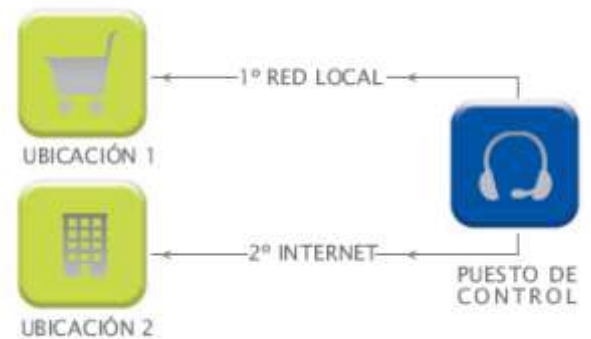 1º RED LOCAL
UBICACIÓN 1
2º INTERNET
PUESTO DE
CONTROL
UBICACIÓN 2